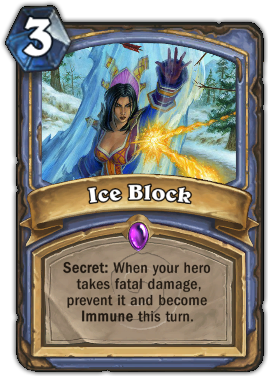 3
Ice Block
Secret: When your hero
takes fatal damage,
prevent it and become
Immune this turn.